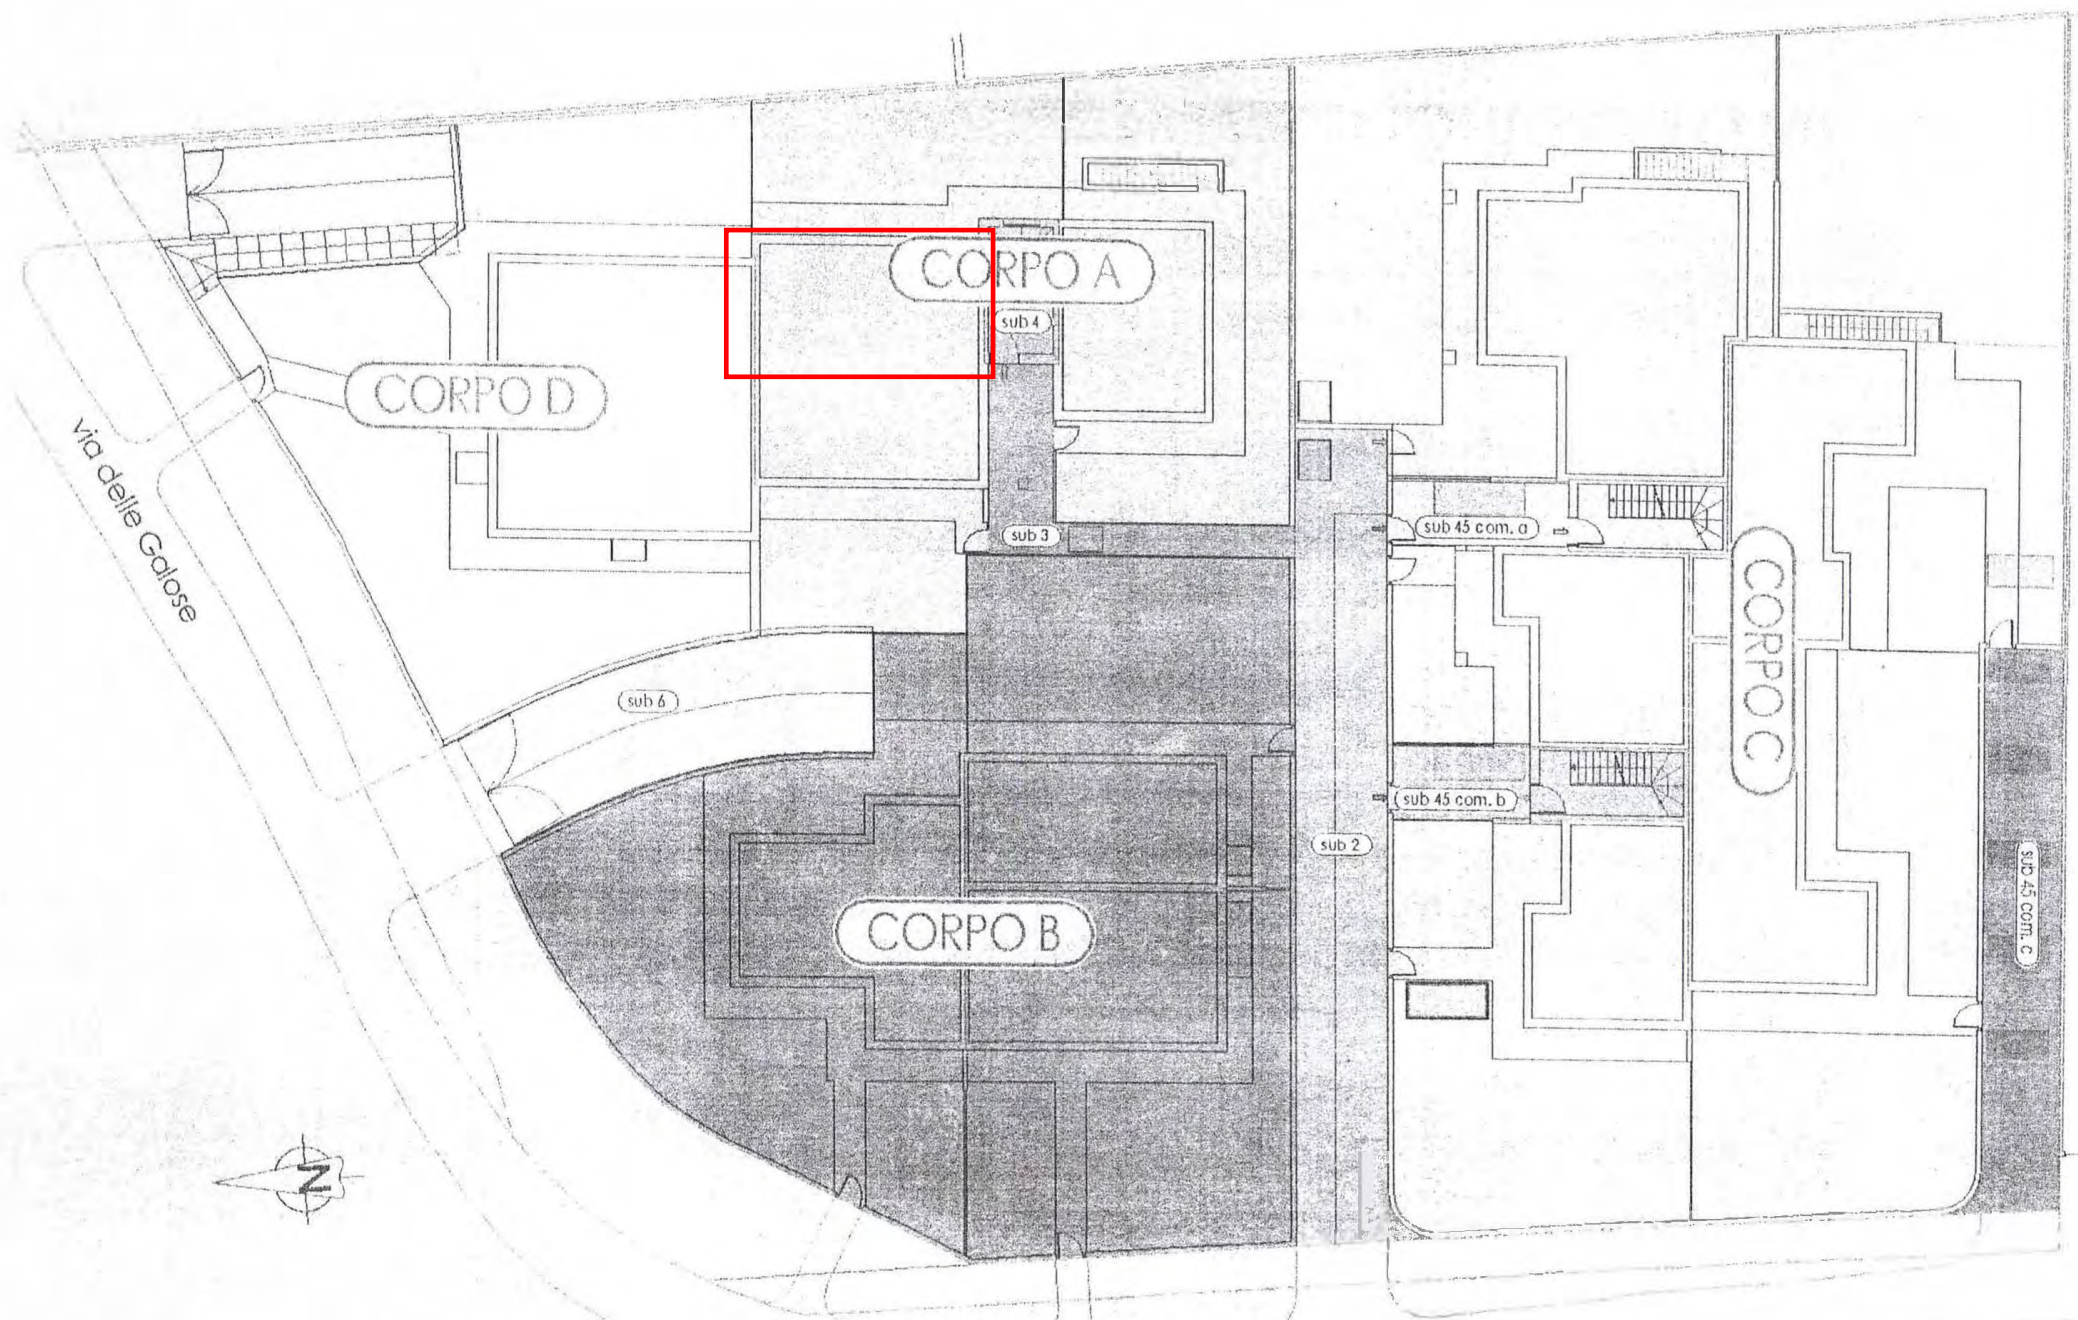 CORPO A
sub 4
CORPO D
via delle Galose
sub 3
sub 45 com. a
CORPO C
sub 6
sub 45 com. b
sub 2
sub 45 com. c
CORPO B
N